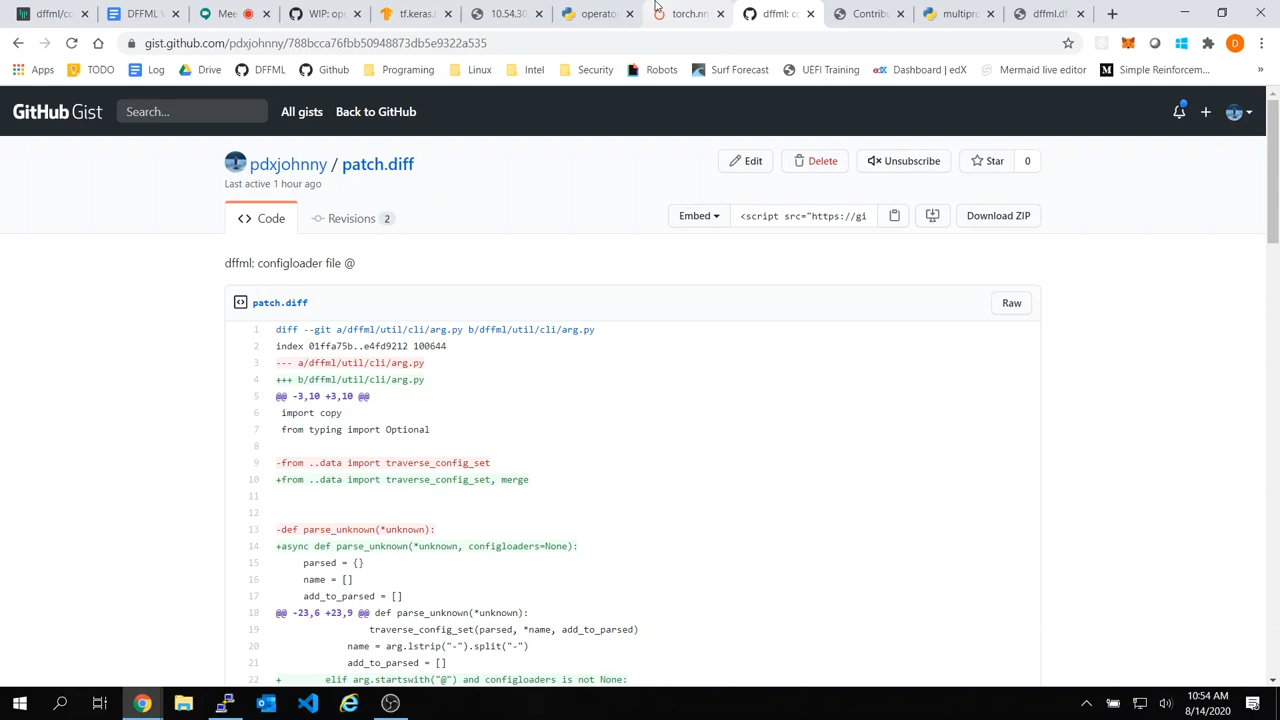 dffml/co
DFFML W
Mee
WIP: ope
tf.keras.l
10.54.30
operato
torch.nn
dffml: co
Contribu
multipro
dffml.df
gist.github.com/pdxjohnny/788bcca76fbb50948873db5e9322a535
D
Apps TODO Log Drive DFFML Github Programing Linux Intel Security Robots Surf Forecast UEFI Training Dashboard | edX Mermaid live editor Simple Reinforcem... »
GitHub Gist Search... All gists Back to GitHub
pdxjohnny / patch.diff
Edit Delete Unsubscribe Star 0
Last active 1 hour ago
<> Code Revisions 2
Embed <script src="https://gi Download ZIP
dffml: configloader file @
patch.diff Raw
1 diff --git a/dffml/util/cli/arg.py b/dffml/util/cli/arg.py
2 index 01ffa75b..e4fd9212 100644
3 --- a/dffml/util/cli/arg.py
4 +++ b/dffml/util/cli/arg.py
5 @@ -3,10 +3,10 @@
6 import copy
7 from typing import Optional
8
9 -from ..data import traverse_config_set
10 +from ..data import traverse_config_set, merge
11
12
13 -def parse_unknown(*unknown):
14 +async def parse_unknown(*unknown, configloaders=None):
15 parsed = {}
16 name = []
17 add_to_parsed = []
18 @@ -23,6 +23,9 @@ def parse_unknown(*unknown):
19 traverse_config_set(parsed, *name, add_to_parsed)
20 name = arg.lstrip("-").split("-")
21 add_to_parsed = []
22 + elif arg.startswith("@") and configloaders is not None:
10:54 AM
8/14/2020